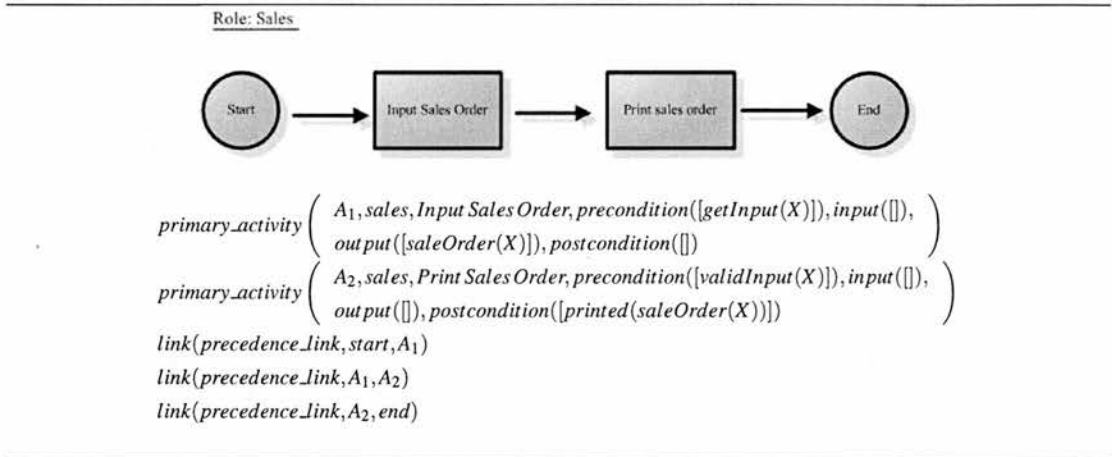 Role: Sales
Start
Input Sales Order
Print sales order
End
primary_activity ( A₁, sales, Input Sales Order, precondition([getInput(X)]), input([]),
output([saleOrder(X)]), postcondition([]) )
primary_activity ( A₂, sales, Print Sales Order, precondition([validInput(X)]), input([]),
output([]), postcondition([printed(saleOrder(X))]) )
link(precedence_link, start, A₁)
link(precedence_link, A₁, A₂)
link(precedence_link, A₂, end)